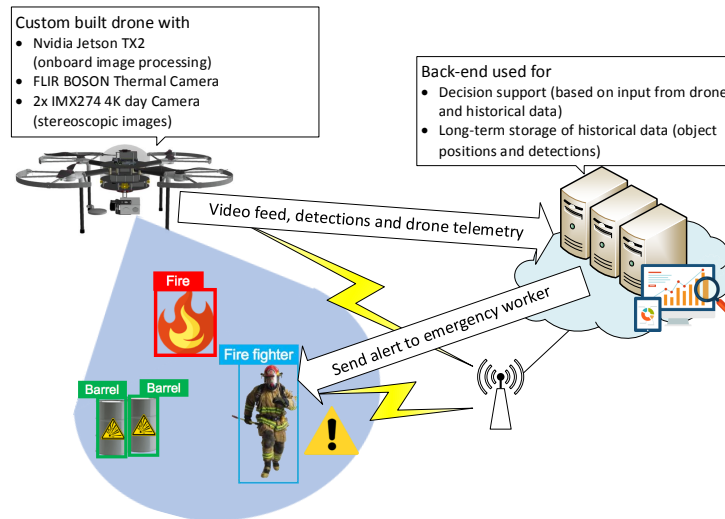 Custom built drone with
• Nvidia Jetson TX2
(onboard image processing)
• FLIR BOSON Thermal Camera
• 2x IMX274 4K day Camera
(stereoscopic images)
Back-end used for
• Decision support (based on input from drone
and historical data)
• Long-term storage of historical data (object
positions and detections)
Video feed, detections and drone telemetry
Send alert to emergency worker
Fire
Fire fighter
Barrel
Barrel